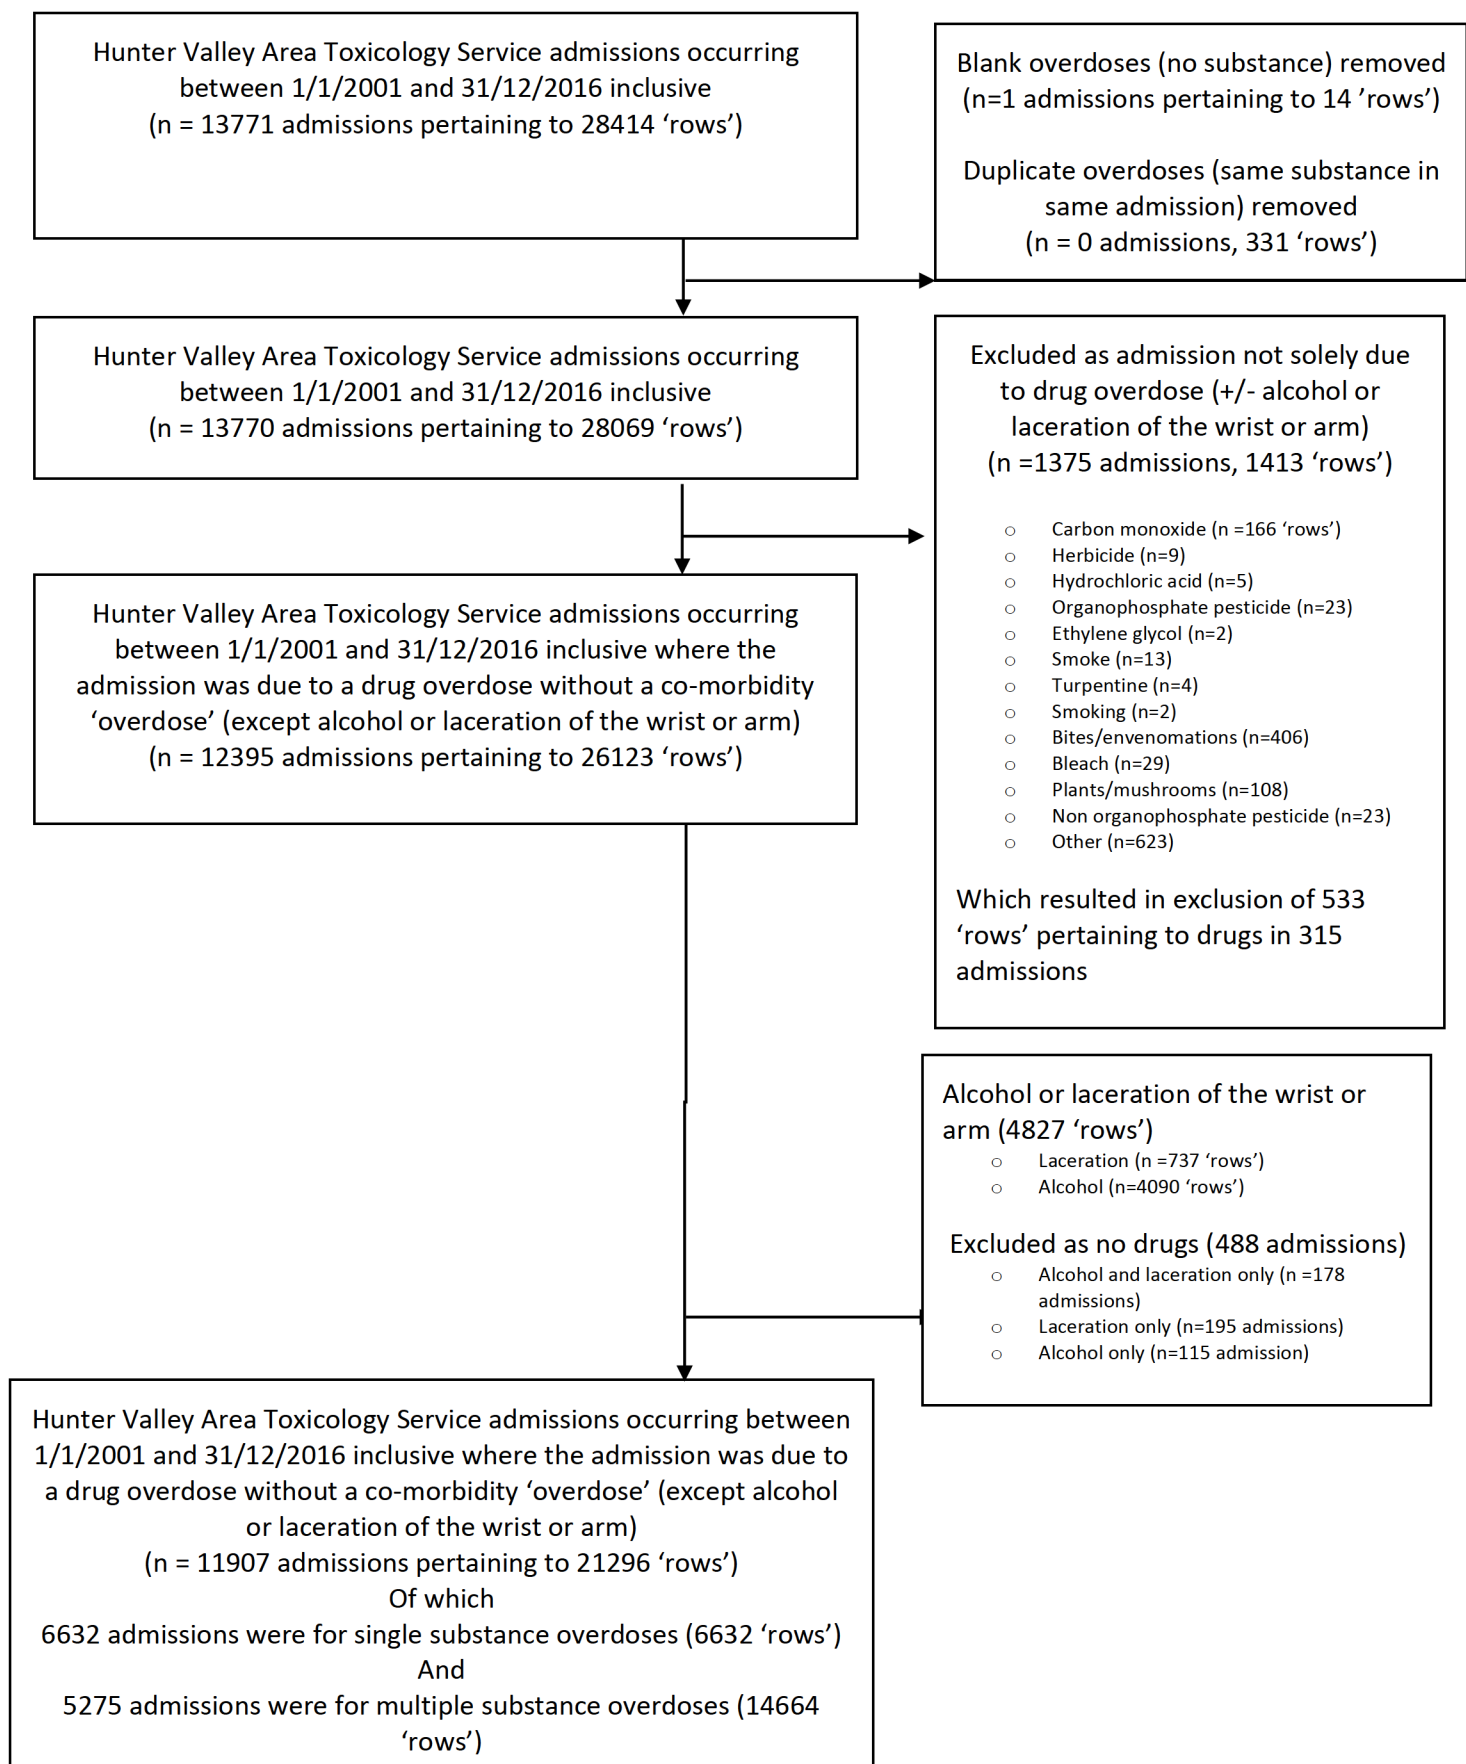 Hunter Valley Area Toxicology Service admissions occurring
between 1/1/2001 and 31/12/2016 inclusive
(n = 13771 admissions pertaining to 28414 ‘rows’)
Blank overdoses (no substance) removed
(n=1 admissions pertaining to 14 ’rows’)
Duplicate overdoses (same substance in
same admission) removed
(n = 0 admissions, 331 ‘rows’)
Hunter Valley Area Toxicology Service admissions occurring
between 1/1/2001 and 31/12/2016 inclusive
(n = 13770 admissions pertaining to 28069 ‘rows’)
Excluded as admission not solely due
to drug overdose (+/- alcohol or
laceration of the wrist or arm)
(n =1375 admissions, 1413 ‘rows’)
○ Carbon monoxide (n =166 ‘rows’)
○ Herbicide (n=9)
○ Hydrochloric acid (n=5)
○ Organophosphate pesticide (n=23)
○ Ethylene glycol (n=2)
○ Smoke (n=13)
○ Turpentine (n=4)
○ Smoking (n=2)
○ Bites/envenomations (n=406)
○ Bleach (n=29)
○ Plants/mushrooms (n=108)
○ Non organophosphate pesticide (n=23)
○ Other (n=623)
Which resulted in exclusion of 533
‘rows’ pertaining to drugs in 315
admissions
Hunter Valley Area Toxicology Service admissions occurring
between 1/1/2001 and 31/12/2016 inclusive where the
admission was due to a drug overdose without a co-morbidity
‘overdose’ (except alcohol or laceration of the wrist or arm)
(n = 12395 admissions pertaining to 26123 ‘rows’)
Alcohol or laceration of the wrist or
arm (4827 ‘rows’)
○ Laceration (n =737 ‘rows’)
○ Alcohol (n=4090 ‘rows’)
Excluded as no drugs (488 admissions)
○ Alcohol and laceration only (n =178
admissions)
○ Laceration only (n=195 admissions)
○ Alcohol only (n=115 admission)
Hunter Valley Area Toxicology Service admissions occurring between
1/1/2001 and 31/12/2016 inclusive where the admission was due to
a drug overdose without a co-morbidity ‘overdose’ (except alcohol
or laceration of the wrist or arm)
(n = 11907 admissions pertaining to 21296 ‘rows’)
Of which
6632 admissions were for single substance overdoses (6632 ‘rows’)
And
5275 admissions were for multiple substance overdoses (14664
‘rows’)